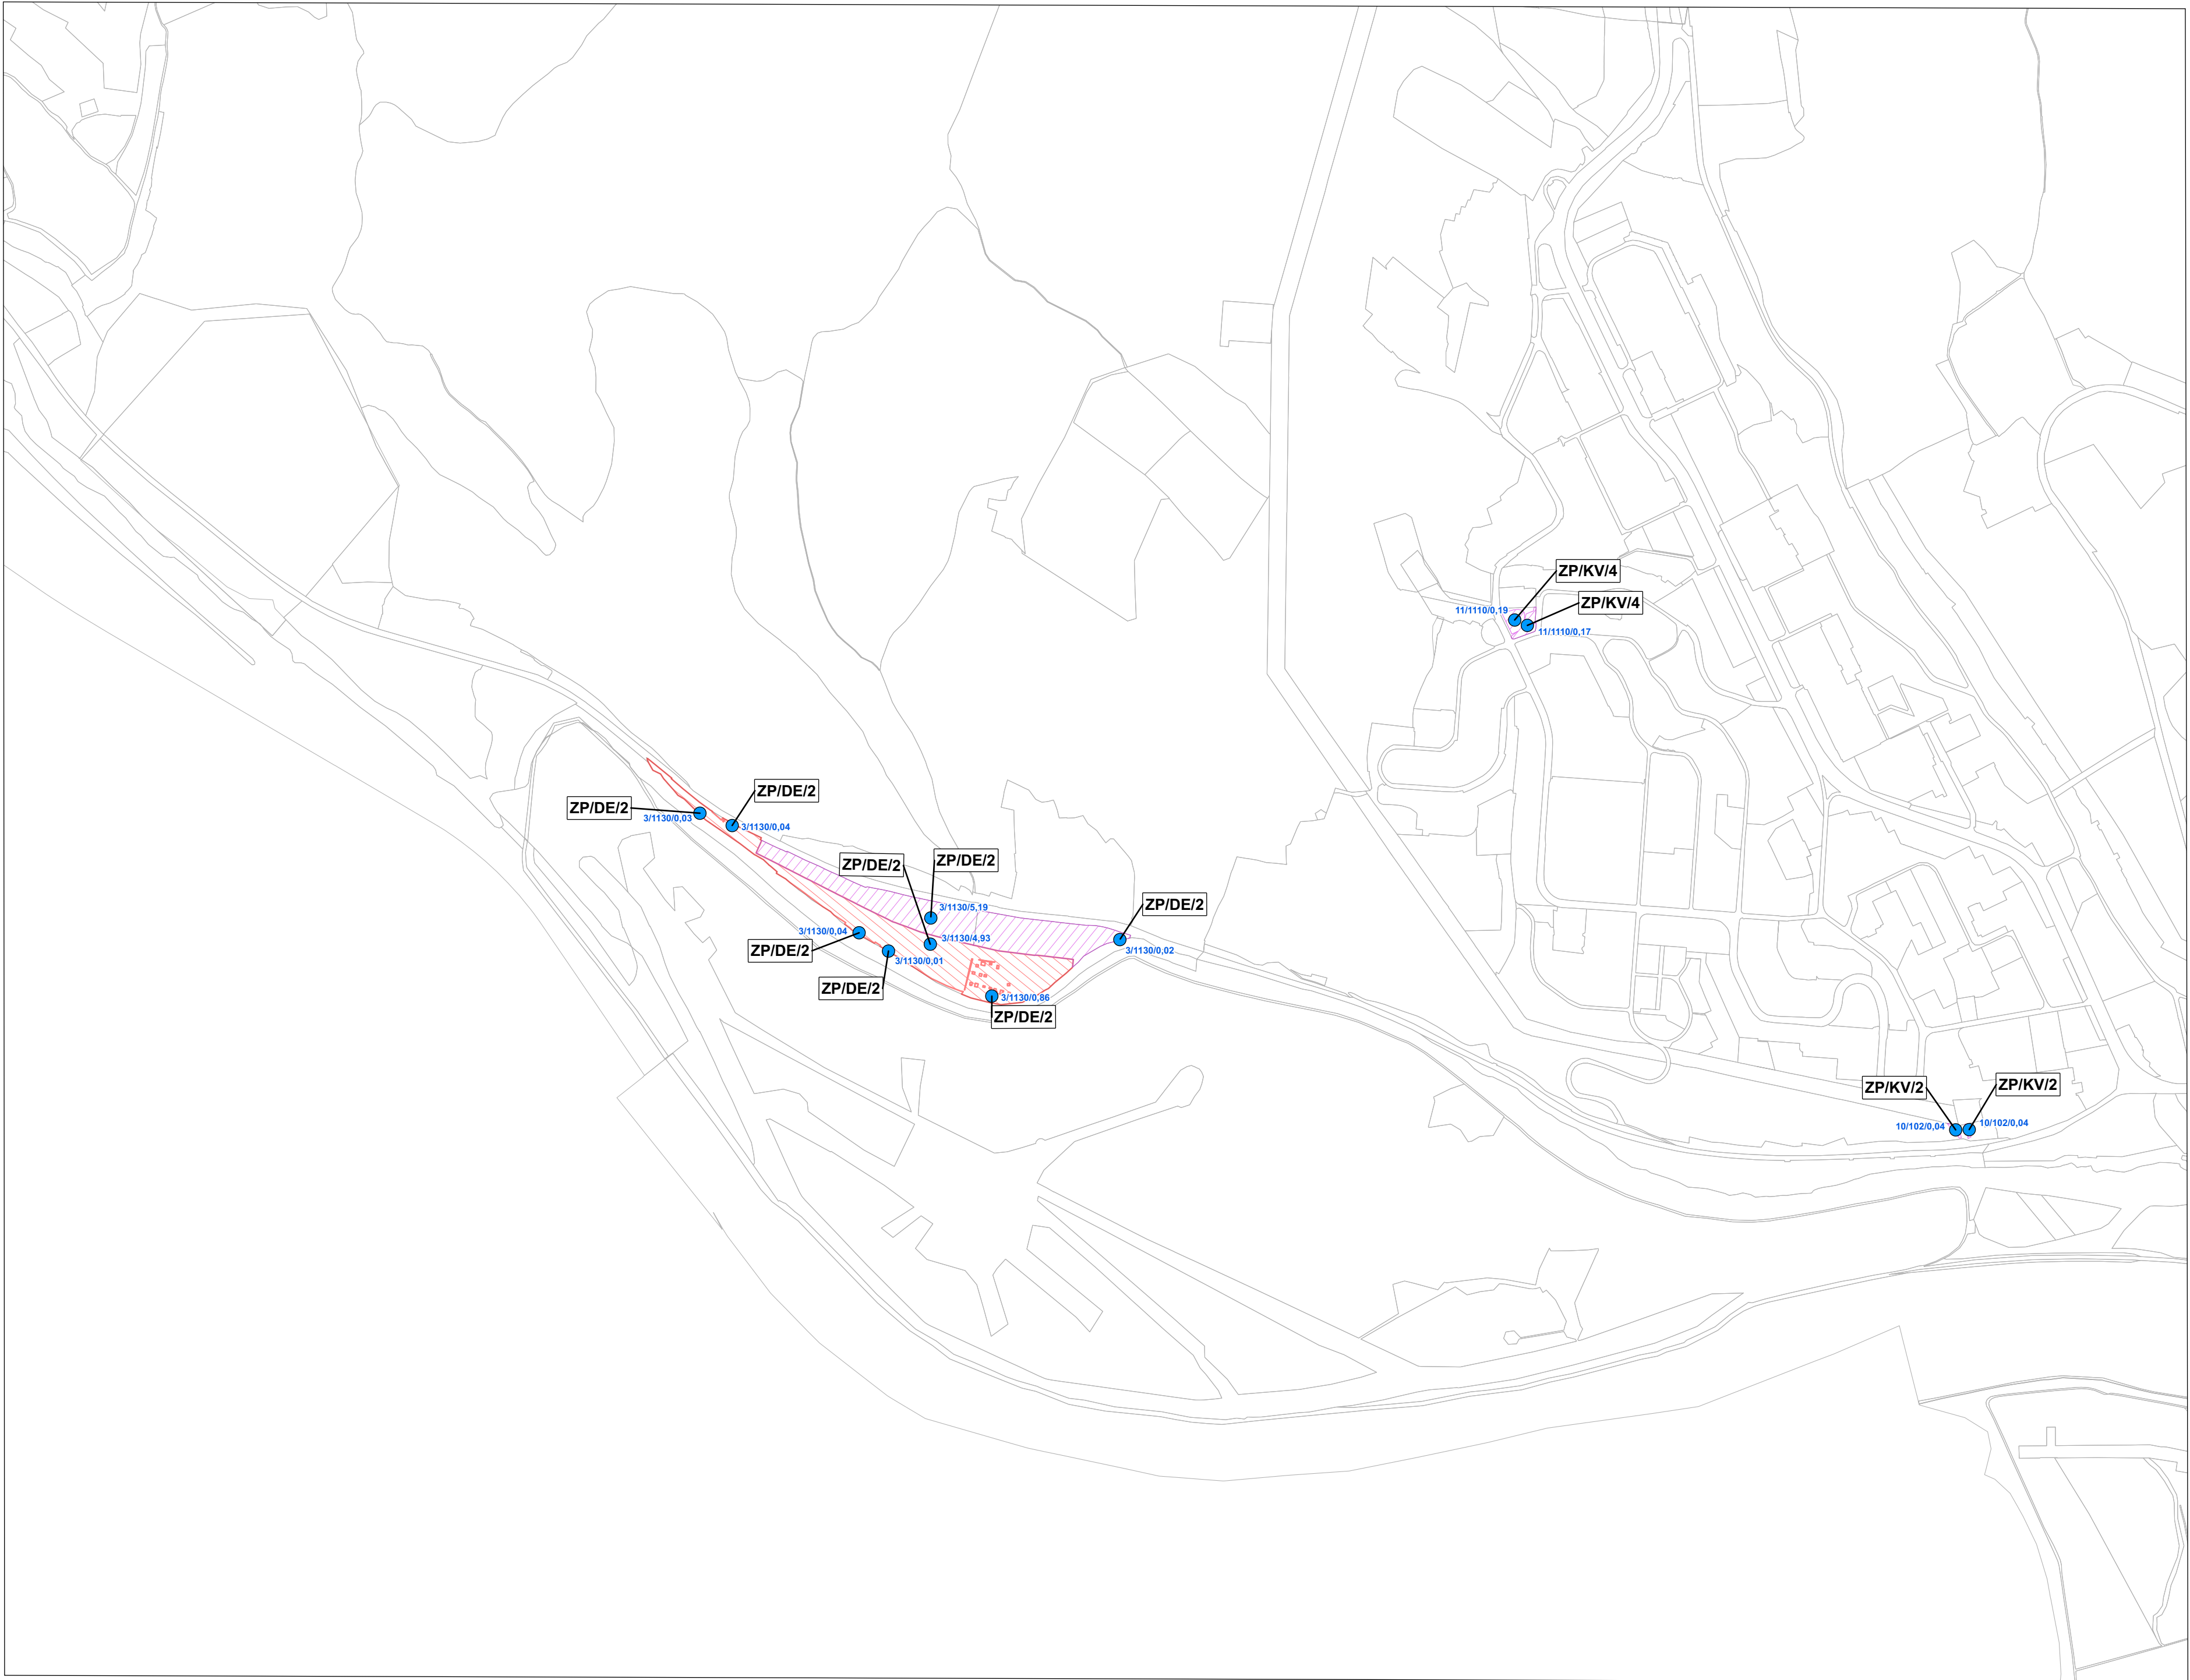 ZP/KV/4
ZP/KV/4
11/1110/0,19
11/1110/0,17
ZP/DE/2
ZP/DE/2
3/1130/0,03
3/1130/0,04
ZP/DE/2
ZP/DE/2
ZP/DE/2
3/1130/5,19
3/1130/0,04
3/1130/4,93
3/1130/0,02
ZP/DE/2
3/1130/0,01
ZP/DE/2
3/1130/0,86
ZP/DE/2
ZP/KV/2
ZP/KV/2
10/102/0,04
10/102/0,04